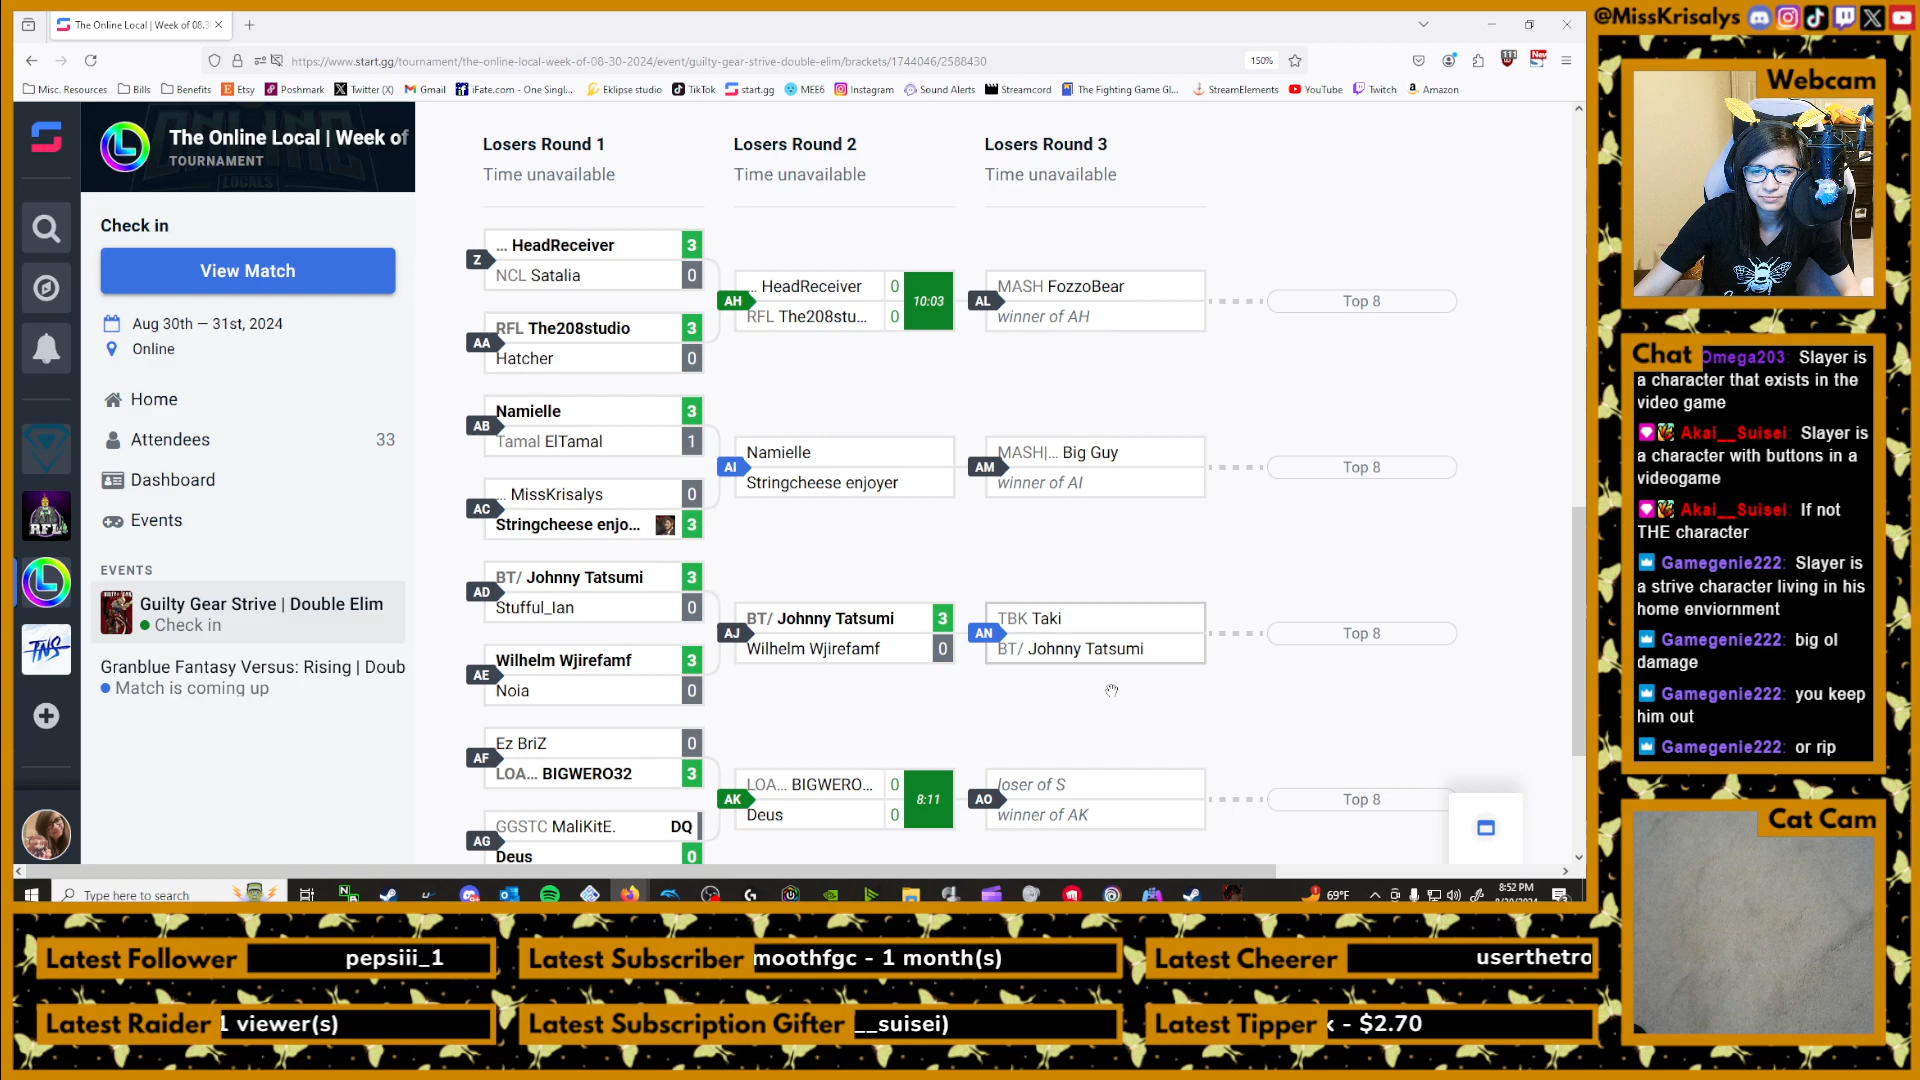 The Online Local | Week of 08.3
@MissKrisalys
https://www.start.gg/tournament/the-online-local-week-of-08-30-2024/event/guilty-gear-strive-double-elim/brackets/1744046/2588430
150%
Misc. Resources
Bills
Benefits
Etsy
Poshmark
Twitter (X)
Gmail
iFate.com - One Singl...
Eklipse studio
TikTok
start.gg
MEE6
Instagram
Sound Alerts
Streamcord
The Fighting Game Gl...
StreamElements
YouTube
Twitch
Amazon
The Online Local | Week of
TOURNAMENT
LOCALS
Check in
View Match
Aug 30th — 31st, 2024
Online
Home
Attendees 33
Dashboard
Events
EVENTS
Guilty Gear Strive | Double Elim
Check in
Granblue Fantasy Versus: Rising | Doub
Match is coming up
RFL
TNS
Losers Round 1
Time unavailable
Losers Round 2
Time unavailable
Losers Round 3
Time unavailable
Z
... HeadReceiver 3
NCL Satalia 0
AA
RFL The208studio 3
Hatcher 0
AB
Namielle 3
Tamal ElTamal 1
AC
... MissKrisalys 0
Stringcheese enjo... 3
AD
BT/ Johnny Tatsumi 3
Stufful_Ian 0
AE
Wilhelm Wjirefamf 3
Noia 0
AF
Ez BriZ 0
LOA... BIGWERO32 3
AG
GGSTC MaliKitE. DQ
Deus 0
AH
... HeadReceiver 0
RFL The208stu... 0
10:03
AI
Namielle
Stringcheese enjoyer
AJ
BT/ Johnny Tatsumi 3
Wilhelm Wjirefamf 0
AK
LOA... BIGWERO... 0
Deus 0
8:11
AL
MASH FozzoBear
winner of AH
Top 8
AM
MASH|... Big Guy
winner of AI
Top 8
AN
TBK Taki
BT/ Johnny Tatsumi
Top 8
AO
loser of S
winner of AK
Top 8
Type here to search
69°F
8:52 PM
Webcam
Chat
Omega203: Slayer is
a character that exists in the
video game
Akai__Suisei: Slayer is
a character with buttons in a
videogame
Akai__Suisei: If not
THE character
Gamegenie222: Slayer is
a strive character living in his
home enviornment
Gamegenie222: big ol
damage
Gamegenie222: you keep
him out
Gamegenie222: or rip
Cat Cam
Latest Follower pepsiii_1
Latest Subscriber moothfgc - 1 month(s)
Latest Cheerer userthetro
Latest Raider 1 viewer(s)
Latest Subscription Gifter __suisei)
Latest Tipper - $2.70